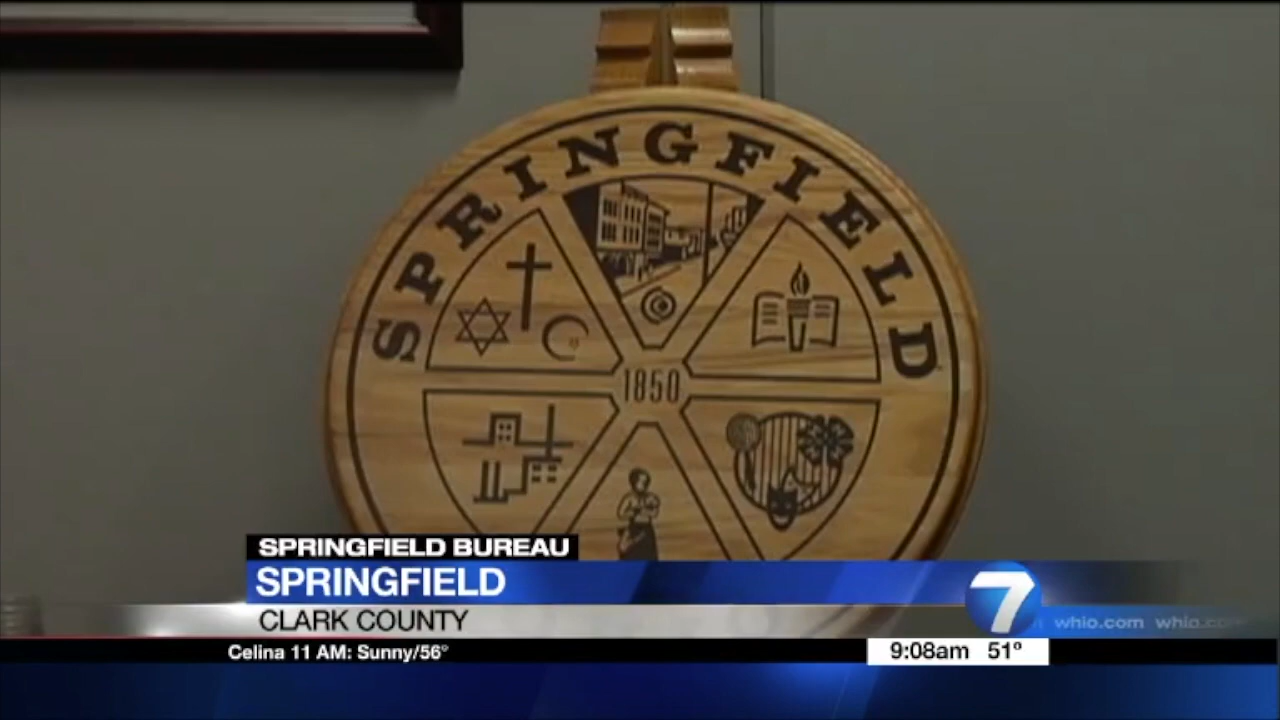 SPRINGFIELD
1850
SPRINGFIELD BUREAU
SPRINGFIELD
CLARK COUNTY
7
whio.com whio.
Celina 11 AM: Sunny/56°
9:08am 51°